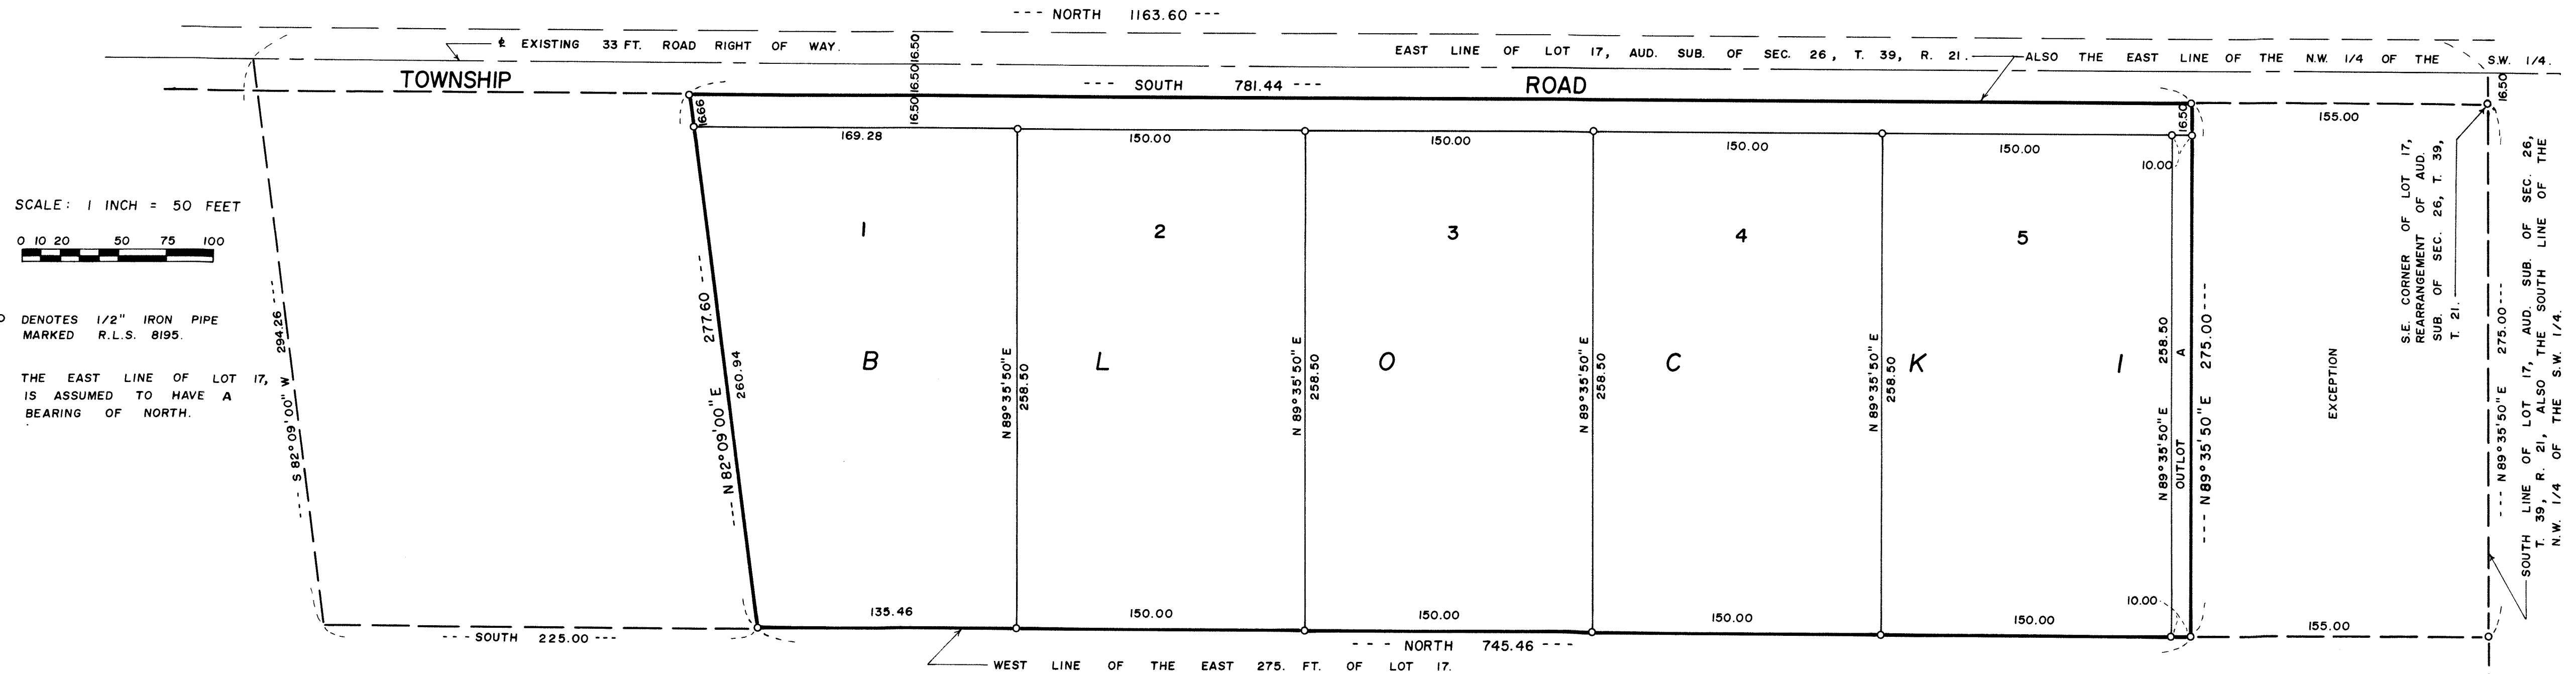 --- NORTH 1163.60 ---
℄ EXISTING 33 FT. ROAD RIGHT OF WAY.
EAST LINE OF LOT 17, AUD. SUB. OF SEC. 26, T. 39, R. 21.
ALSO THE EAST LINE OF THE N.W. 1/4 OF THE S.W. 1/4.
TOWNSHIP
ROAD
--- SOUTH 781.44 ---
16.50
16.50
16.50
16.66
16.50
16.50
155.00
169.28
150.00
150.00
150.00
150.00
10.00
SCALE: 1 INCH = 50 FEET
0 10 20 50 75 100
DENOTES 1/2" IRON PIPE
MARKED R.L.S. 8195.
THE EAST LINE OF LOT 17,
IS ASSUMED TO HAVE A
BEARING OF NORTH.
294.26
--- S 82°09'00" W ---
--- N 82°09'00" E 277.60 ---
260.94
1
2
3
4
5
B L O C K 1
N 89°35'50" E
258.50
N 89°35'50" E
258.50
N 89°35'50" E
258.50
N 89°35'50" E
258.50
N 89°35'50" E 258.50
OUTLOT A
--- N 89°35'50" E 275.00 ---
EXCEPTION
S.E. CORNER OF LOT 17,
REARRANGEMENT OF AUD.
SUB. OF SEC. 26, T. 39,
T. 21.
--- N 89°35'50" E 275.00 ---
SOUTH LINE OF LOT 17, AUD. SUB. OF SEC. 26,
T. 39, R. 21, ALSO THE SOUTH LINE OF THE
N.W. 1/4 OF THE S.W. 1/4.
135.46
150.00
150.00
150.00
150.00
10.00
155.00
--- SOUTH 225.00 ---
--- NORTH 745.46 ---
WEST LINE OF THE EAST 275. FT. OF LOT 17.